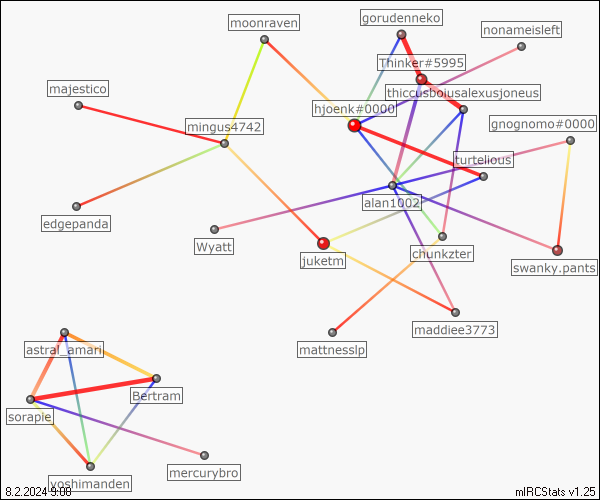 gorudenneko
moonraven
nonameisleft
Thinker#5995
majestico
thiccusboiusalexusjoneus
hjoenk#0000
mingus4742
gnognomo#0000
turtelious
alan1002
edgepanda
Wyatt
chunkzter
juketm
swanky.pants
maddiee3773
astral_amari
mattnesslp
Bertram
sorapie
mercurybro
yoshimanden
8.2.2024 9:00
mIRCStats v1.25